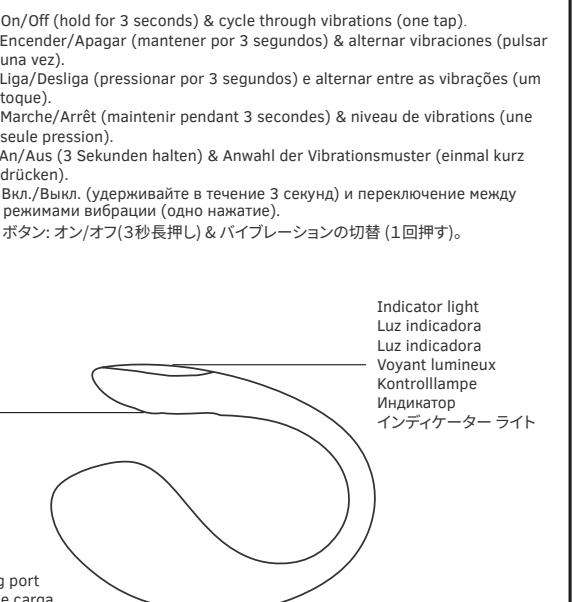 On/Off (hold for 3 seconds) & cycle through vibrations (one tap).
Encender/Apagar (mantener por 3 segundos) & alternar vibraciones (pulsar
una vez).
Liga/Desliga (pressionar por 3 segundos) e alternar entre as vibrações (um
toque).
Marche/Arrêt (maintenir pendant 3 secondes) & niveau de vibrations (une
seule pression).
An/Aus (3 Sekunden halten) & Anwahl der Vibrationsmuster (einmal kurz
drücken).
Вкл./Выкл. (удерживайте в течение 3 секунд) и переключение между
режимами вибрации (одно нажатие).
ボタン: オン/オフ(3秒長押し) & バイブレーションの切替 (1回押す)。
Indicator light
Luz indicadora
Luz indicadora
Voyant lumineux
Kontrolllampe
Индикатор
インディケーター ライト
g port
e carga